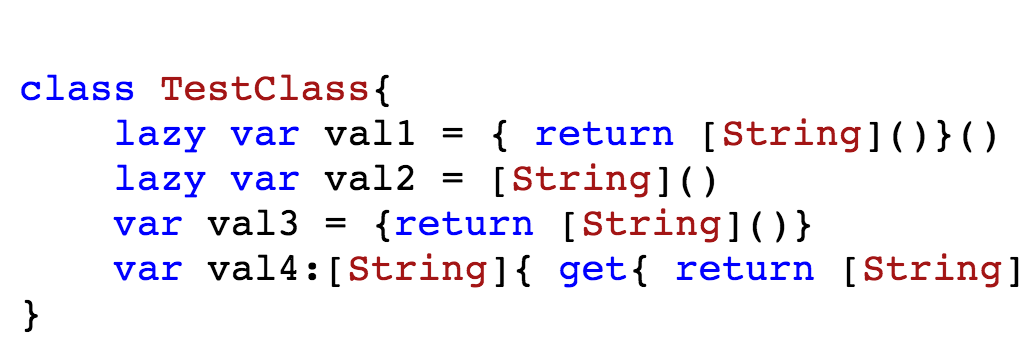 class TestClass{
    lazy var val1 = { return [String]()}()
    lazy var val2 = [String]()
    var val3 = {return [String]()}
    var val4:[String]{ get{ return [String]
}